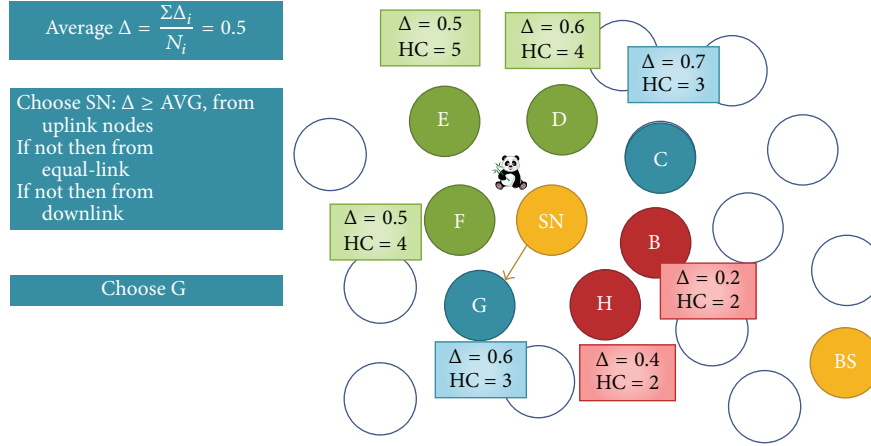 Average Δ = ΣΔi / Ni = 0.5
Choose SN: Δ ≥ AVG, from
uplink nodes
If not then from
equal-link
If not then from
downlink
Choose G
Δ = 0.5
HC = 5
Δ = 0.6
HC = 4
Δ = 0.7
HC = 3
E
D
C
Δ = 0.5
HC = 4
F
SN
B
Δ = 0.2
HC = 2
G
H
Δ = 0.6
HC = 3
Δ = 0.4
HC = 2
BS